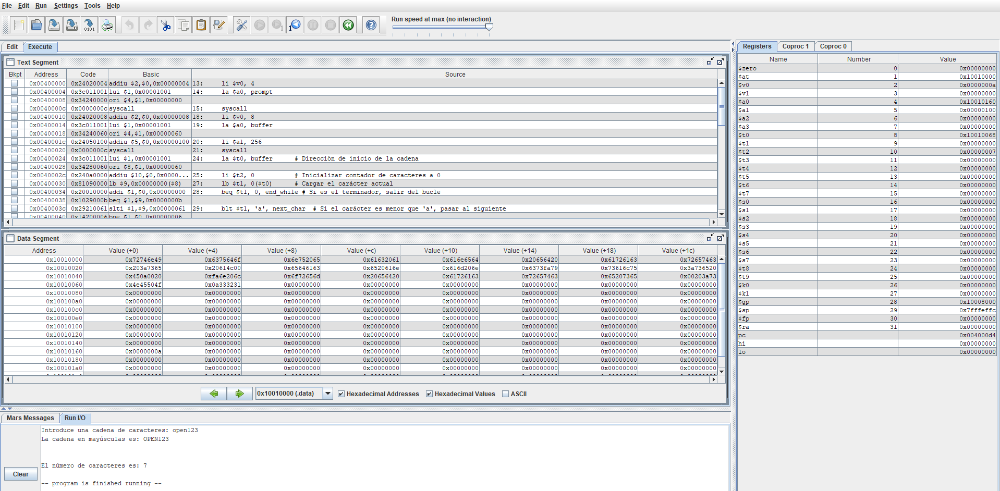 File Edit Run Settings Tools Help
Run speed at max (no interaction)
Edit Execute
Text Segment
Bkpt Address Code Basic Source
0x00400000 0x24020004 addiu $2,$0,0x00000004 13: li $v0, 4
0x00400004 0x3c011001 lui $1,0x00001001 14: la $a0, prompt
0x00400008 0x34240000 ori $4,$1,0x00000000
0x0040000c 0x0000000c syscall 15: syscall
0x00400010 0x24020008 addiu $2,$0,0x00000008 18: li $v0, 8
0x00400014 0x3c011001 lui $1,0x00001001 19: la $a0, buffer
0x00400018 0x34240060 ori $4,$1,0x00000060
0x0040001c 0x24050100 addiu $5,$0,0x00000100 20: li $a1, 256
0x00400020 0x0000000c syscall 21: syscall
0x00400024 0x3c011001 lui $1,0x00001001 24: la $t0, buffer # Dirección de inicio de la cadena
0x00400028 0x34280060 ori $8,$1,0x00000060
0x0040002c 0x240a0000 addiu $10,$0,0x0000... 25: li $t2, 0 # Inicializar contador de caracteres a 0
0x00400030 0x81090000 lb $9,0x00000000($8) 27: lb $t1, 0($t0) # Cargar el carácter actual
0x00400034 0x20010000 addi $1,$0,0x00000000 28: beq $t1, 0, end_while # Si es el terminador, salir del bucle
0x00400038 0x1029000b beq $1,$9,0x0000000b
0x0040003c 0x29210061 slti $1,$9,0x00000061 29: blt $t1, 'a', next_char # Si el carácter es menor que 'a', pasar al siguiente
0x00400040 0x14200006 bne $1,$0,0x00000006
Data Segment
Address Value (+0) Value (+4) Value (+8) Value (+c) Value (+10) Value (+14) Value (+18) Value (+1c)
0x10010000 0x72746e49 0x6375646f 0x6e752065 0x61632061 0x616e6564 0x20656420 0x61726163 0x72657463
0x10010020 0x203a7365 0x20614c00 0x65646163 0x6520616e 0x616d206e 0x6373fa79 0x73616c75 0x3a736520
0x10010040 0x450a0020 0xfa6e206c 0x6f72656d 0x20656420 0x61726163 0x72657463 0x65207365 0x00203a73
0x10010060 0x4e45504f 0x0a333231 0x00000000 0x00000000 0x00000000 0x00000000 0x00000000 0x00000000
0x10010080 0x00000000 0x00000000 0x00000000 0x00000000 0x00000000 0x00000000 0x00000000 0x00000000
0x100100a0 0x00000000 0x00000000 0x00000000 0x00000000 0x00000000 0x00000000 0x00000000 0x00000000
0x100100c0 0x00000000 0x00000000 0x00000000 0x00000000 0x00000000 0x00000000 0x00000000 0x00000000
0x100100e0 0x00000000 0x00000000 0x00000000 0x00000000 0x00000000 0x00000000 0x00000000 0x00000000
0x10010100 0x00000000 0x00000000 0x00000000 0x00000000 0x00000000 0x00000000 0x00000000 0x00000000
0x10010120 0x00000000 0x00000000 0x00000000 0x00000000 0x00000000 0x00000000 0x00000000 0x00000000
0x10010140 0x00000000 0x00000000 0x00000000 0x00000000 0x00000000 0x00000000 0x00000000 0x00000000
0x10010160 0x0000000a 0x00000000 0x00000000 0x00000000 0x00000000 0x00000000 0x00000000 0x00000000
0x10010180 0x00000000 0x00000000 0x00000000 0x00000000 0x00000000 0x00000000 0x00000000 0x00000000
0x100101a0 0x00000000 0x00000000 0x00000000 0x00000000 0x00000000 0x00000000 0x00000000 0x00000000
0x10010000 (.data) Hexadecimal Addresses Hexadecimal Values ASCII
Mars Messages Run I/O
Introduce una cadena de caracteres: open123
La cadena en mayúsculas es: OPEN123
El número de caracteres es: 7
Clear
-- program is finished running --
Registers Coproc 1 Coproc 0
Name Number Value
$zero 0 0x00000000
$at 1 0x10010000
$v0 2 0x0000000a
$v1 3 0x00000000
$a0 4 0x10010160
$a1 5 0x00000100
$a2 6 0x00000000
$a3 7 0x00000000
$t0 8 0x10010068
$t1 9 0x00000000
$t2 10 0x00000007
$t3 11 0x00000000
$t4 12 0x00000000
$t5 13 0x00000000
$t6 14 0x00000000
$t7 15 0x00000000
$s0 16 0x00000000
$s1 17 0x00000000
$s2 18 0x00000000
$s3 19 0x00000000
$s4 20 0x00000000
$s5 21 0x00000000
$s6 22 0x00000000
$s7 23 0x00000000
$t8 24 0x00000000
$t9 25 0x00000000
$k0 26 0x00000000
$k1 27 0x00000000
$gp 28 0x10008000
$sp 29 0x7fffeffc
$fp 30 0x00000000
$ra 31 0x00000000
pc 0x004000d4
hi 0x00000000
lo 0x00000000